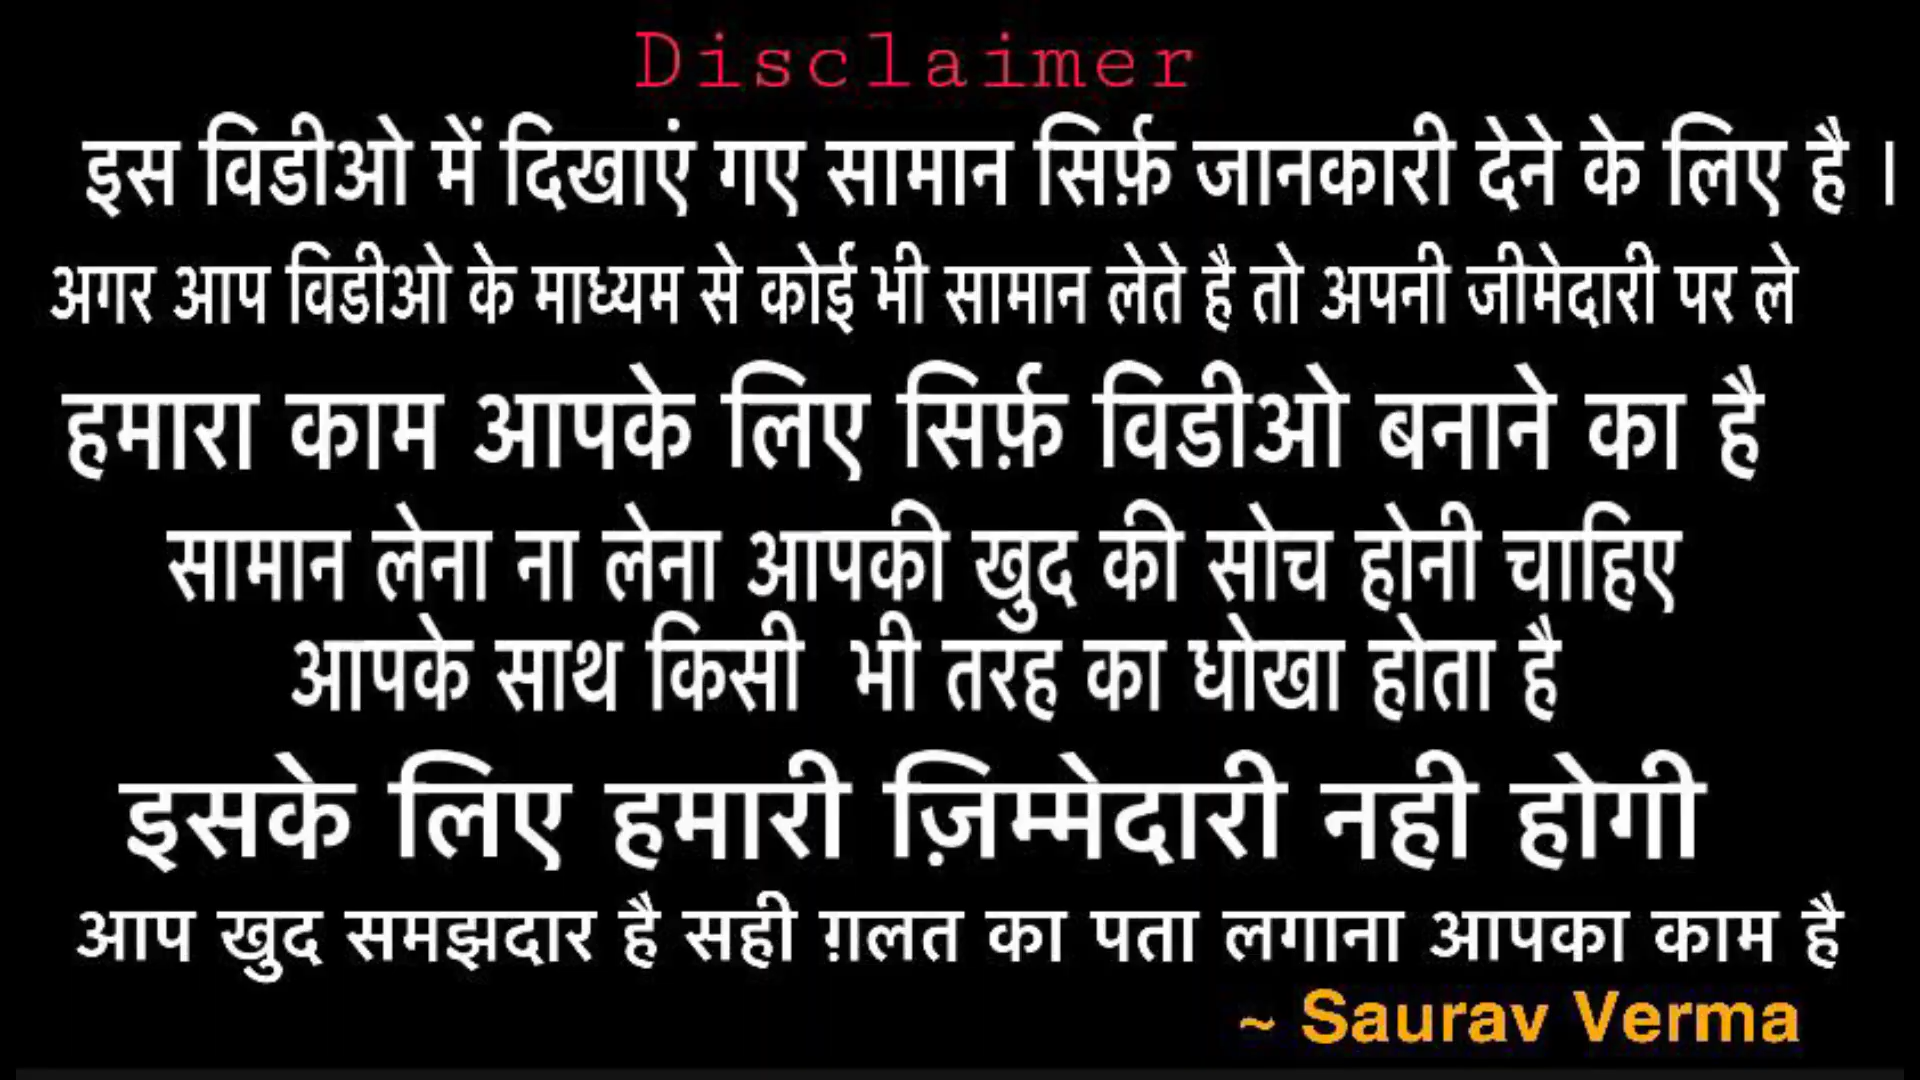 Disclaimer
इस विडीओ में दिखाएं गए सामान सिर्फ़ जानकारी देने के लिए है ।
अगर आप विडीओ के माध्यम से कोई भी सामान लेते है तो अपनी जीमेदारी पर ले
हमारा काम आपके लिए सिर्फ़ विडीओ बनाने का है
सामान लेना ना लेना आपकी खुद की सोच होनी चाहिए
आपके साथ किसी भी तरह का धोखा होता है
इसके लिए हमारी ज़िम्मेदारी नही होगी
आप खुद समझदार है सही ग़लत का पता लगाना आपका काम है
~ Saurav Verma